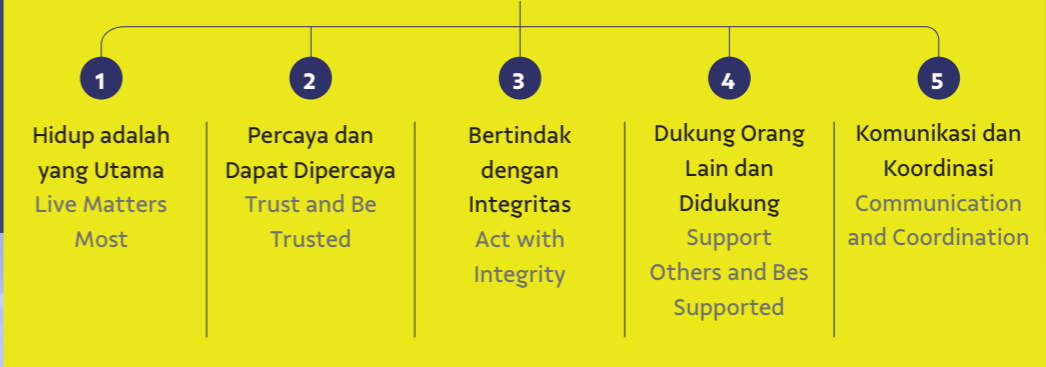 1
Hidup adalah
yang Utama
Live Matters
Most
2
Percaya dan
Dapat Dipercaya
Trust and Be
Trusted
3
Bertindak
dengan
Integritas
Act with
Integrity
4
Dukung Orang
Lain dan
Didukung
Support
Others and Bes
Supported
5
Komunikasi dan
Koordinasi
Communication
and Coordination